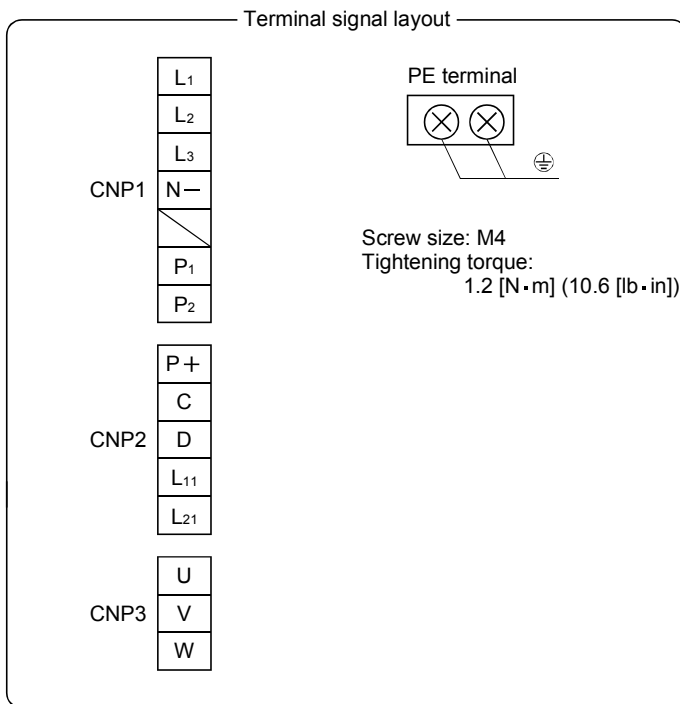 Terminal signal layout
CNP1
L1
L2
L3
N−
P1
P2
CNP2
P+
C
D
L11
L21
CNP3
U
V
W
PE terminal
Screw size: M4
Tightening torque:
1.2 [N·m] (10.6 [lb·in])